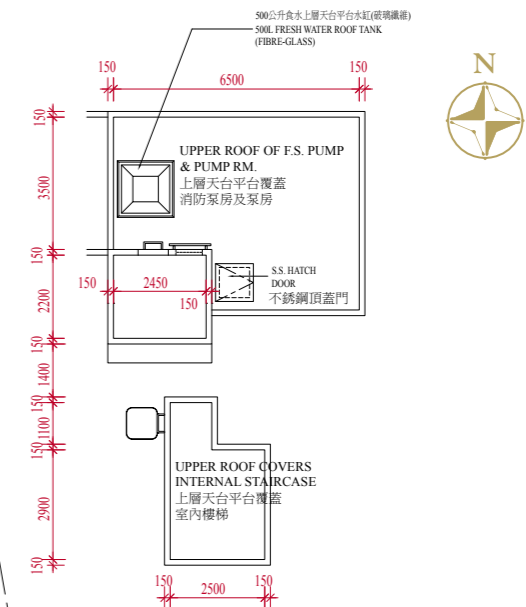 500公升食水上層天台平台水缸(玻璃纖維)
500L FRESH WATER ROOF TANK
(FIBRE-GLASS)
N
150
6500
150
150
UPPER ROOF OF F.S. PUMP
& PUMP RM.
上層天台平台覆蓋
消防泵房及泵房
3500
150
150
2450
150
S.S. HATCH
DOOR
不銹鋼頂蓋門
2200
150
1400
150
1100
150
UPPER ROOF COVERS
INTERNAL STAIRCASE
上層天台平台覆蓋
室內樓梯
2900
150
150
2500
150